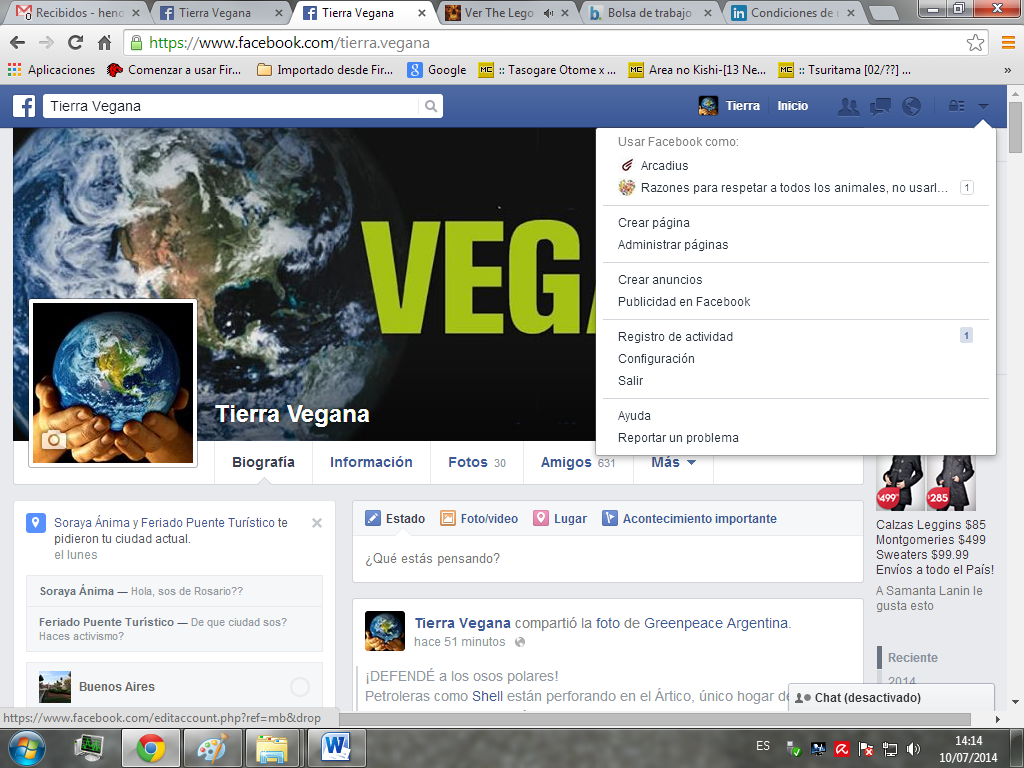 Recibidos - heno
Tierra Vegana
Tierra Vegana
Ver The Lego
Bolsa de trabajo
Condiciones de
https://www.facebook.com/tierra.vegana
Aplicaciones
Comenzar a usar Fir...
Importado desde Fir...
Google
:: Tasogare Otome x ...
Area no Kishi-[13 Ne...
:: Tsuritama [02/??] ...
»
Tierra Vegana
Tierra
Inicio
Usar Facebook como:
Arcadius
Razones para respetar a todos los animales, no usarl...
1
Crear página
Administrar páginas
Crear anuncios
Publicidad en Facebook
Registro de actividad
1
Configuración
Salir
Ayuda
Reportar un problema
VEGA
Tierra Vegana
Biografía
Información
Fotos 30
Amigos 631
Más
Soraya Ánima y Feriado Puente Turístico te
pidieron tu ciudad actual.
el lunes
Soraya Ánima — Hola, sos de Rosario??
Feriado Puente Turístico — De que ciudad sos?
Haces activismo?
Buenos Aires
Estado
Foto/video
Lugar
Acontecimiento importante
¿Qué estás pensando?
Tierra Vegana compartió la foto de Greenpeace Argentina.
hace 51 minutos
¡DEFENDÉ a los osos polares!
Petroleras como Shell están perforando en el Ártico, único hogar de
$499
$285
Calzas Leggins $85
Montgomeries $499
Sweaters $99.99
Envíos a todo el País!
A Samanta Lanin le
gusta esto
Reciente
2014
Chat (desactivado)
https://www.facebook.com/editaccount.php?ref=mb&drop
ES
14:14
10/07/2014